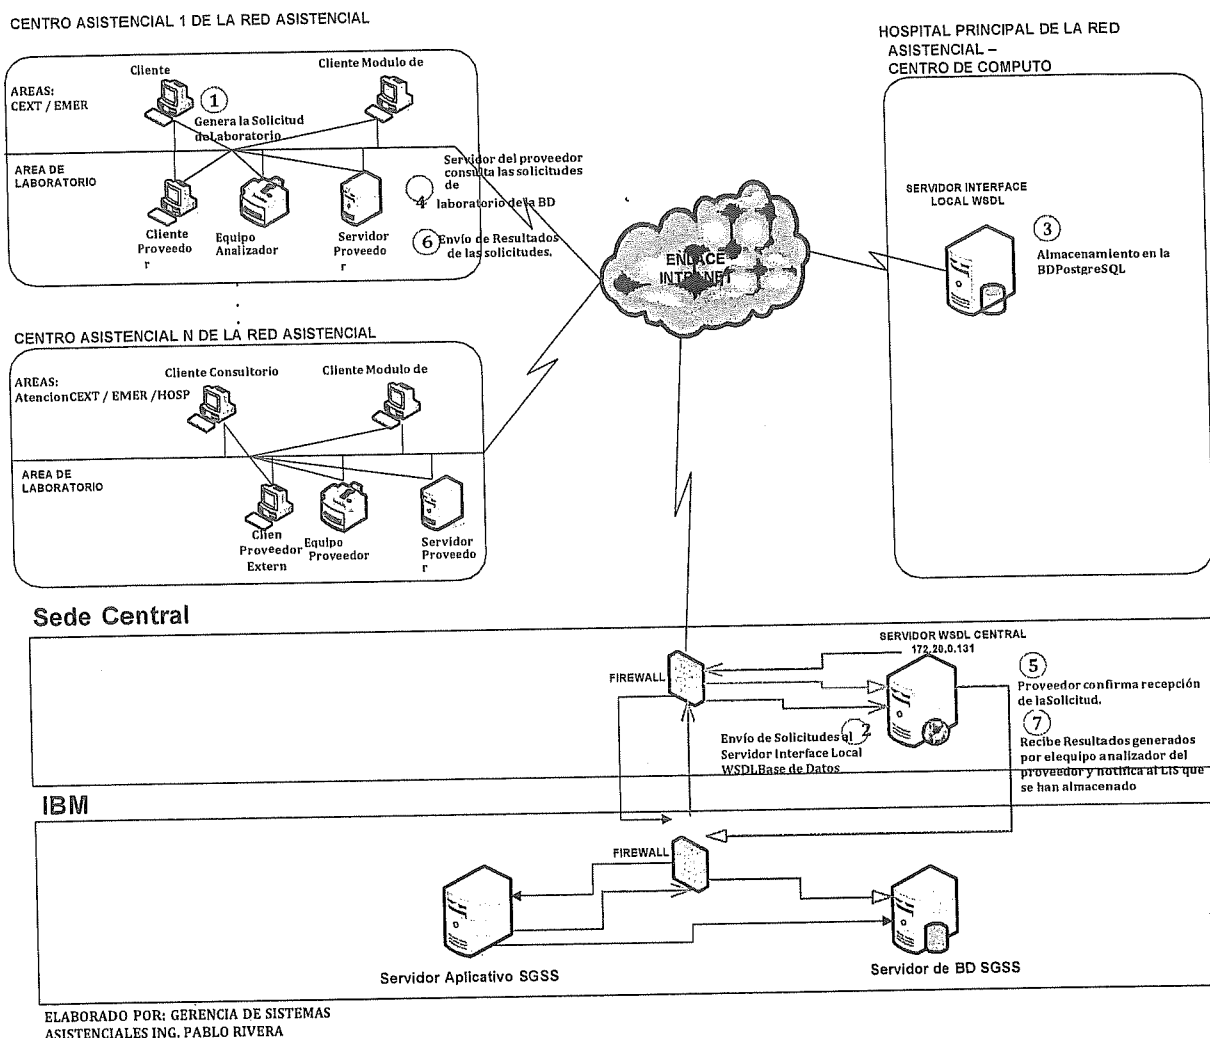 CENTRO ASISTENCIAL 1 DE LA RED ASISTENCIAL
HOSPITAL PRINCIPAL DE LA RED
ASISTENCIAL –
CENTRO DE COMPUTO
AREAS:
CEXT / EMER
Cliente
Cliente Modulo de
1
Genera la Solicitud
deLaboratorio
AREA DE
LABORATORIO
Cliente
Proveedo
r
Equipo
Analizador
Servidor
Proveedo
r
Servidor del proveedor
consulta las solicitudes
de
4
laboratorio de la BD
6
Envío de Resultados
de las solicitudes.
ENLACE
INTRANET
SERVIDOR INTERFACE
LOCAL WSDL
3
Almacenamiento en la
BDPostgreSQL
CENTRO ASISTENCIAL N DE LA RED ASISTENCIAL
AREAS:
AtencionCEXT / EMER /HOSP
Cliente Consultorio
Cliente Modulo de
AREA DE
LABORATORIO
Clien
Proveedor
Extern
Equipo
Proveedor
Servidor
Proveedo
r
Sede Central
FIREWALL
SERVIDOR WSDL CENTRAL
172.20.0.131
5
Proveedor confirma recepción
de laSolicitud.
7
Recibe Resultados generados
por elequipo analizador del
proveedor y notifica al LIS que
se han almacenado
2
Envío de Solicitudes al
Servidor Interface Local
WSDLBase de Datos
IBM
FIREWALL
Servidor Aplicativo SGSS
Servidor de BD SGSS
ELABORADO POR: GERENCIA DE SISTEMAS
ASISTENCIALES ING. PABLO RIVERA